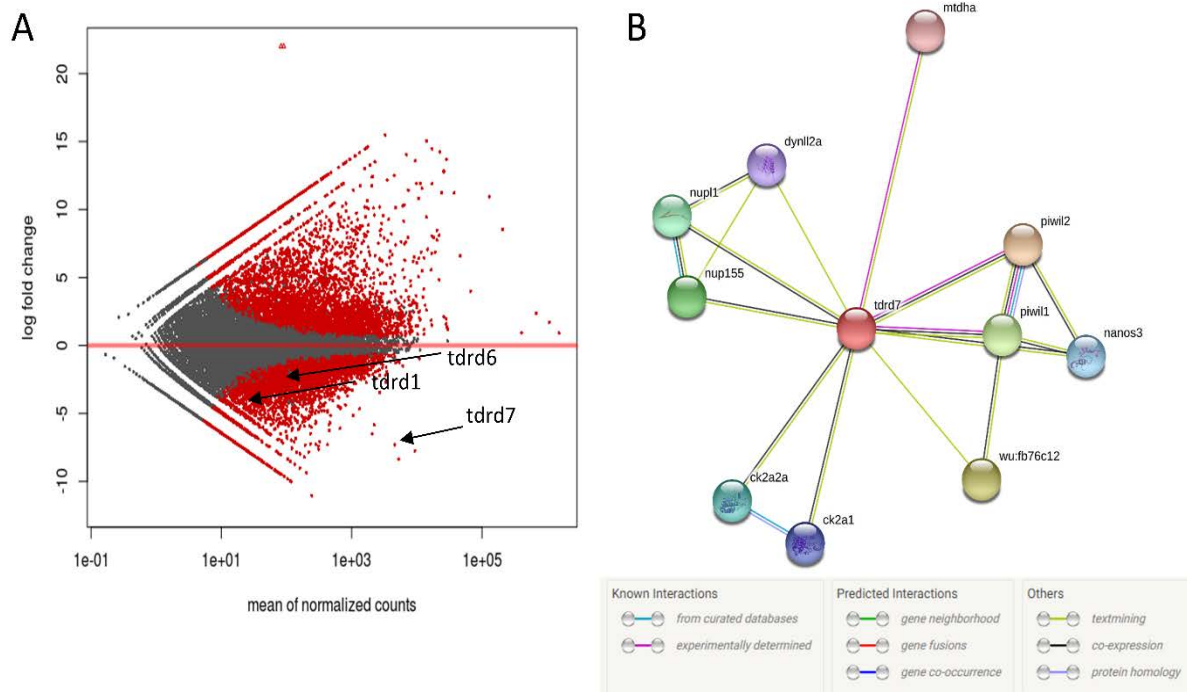 A
log fold change
20
15
10
5
0
-5
-10
tdrd6
tdrd1
tdrd7
1e-01
1e+01
1e+03
1e+05
mean of normalized counts
B
mtdha
dynll2a
nupl1
nup155
piwil2
tdrd7
piwil1
nanos3
wu:fb76c12
ck2a2a
ck2a1
Known Interactions
from curated databases
experimentally determined
Predicted Interactions
gene neighborhood
gene fusions
gene co-occurrence
Others
textmining
co-expression
protein homology